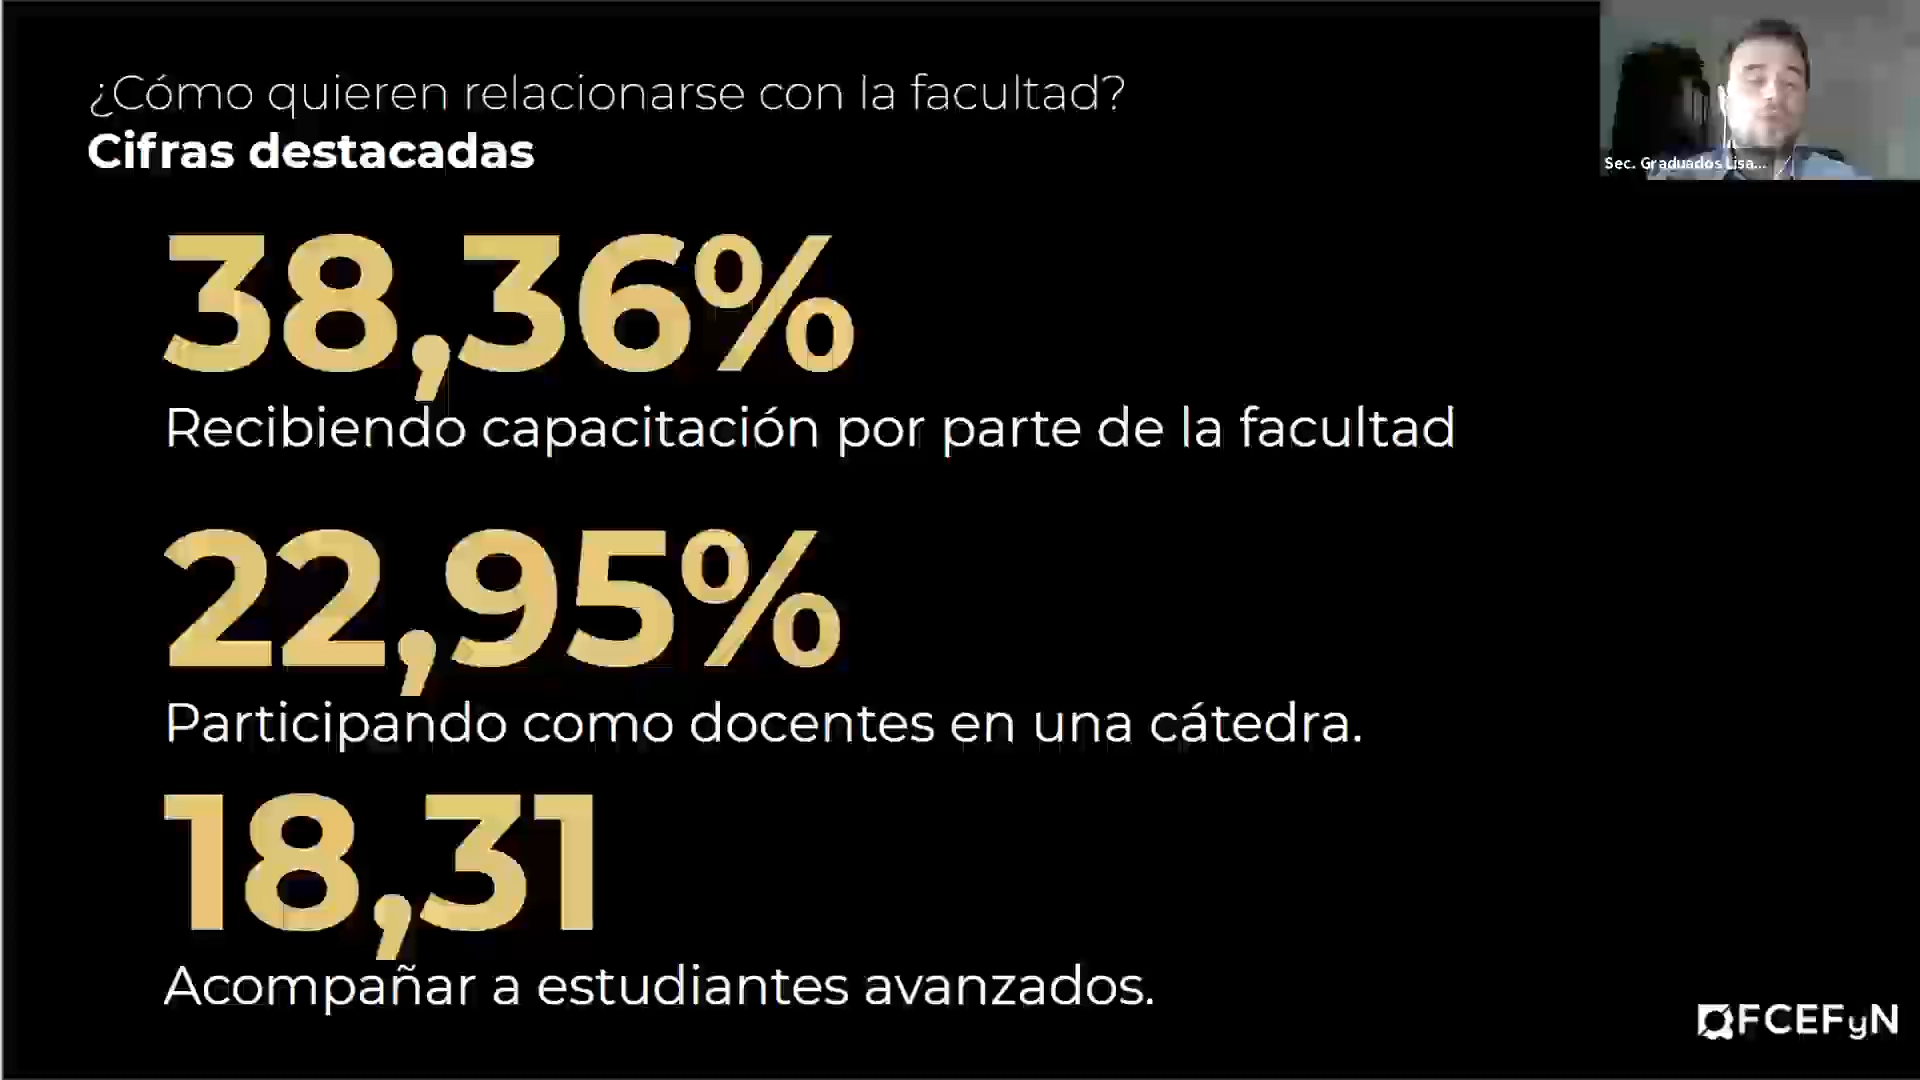 ¿Cómo quieren relacionarse con la facultad?
Cifras destacadas
Sec. Graduados Lisa...
38,36%
Recibiendo capacitación por parte de la facultad
22,95%
Participando como docentes en una cátedra.
18,31
Acompañar a estudiantes avanzados.
FCEFyN